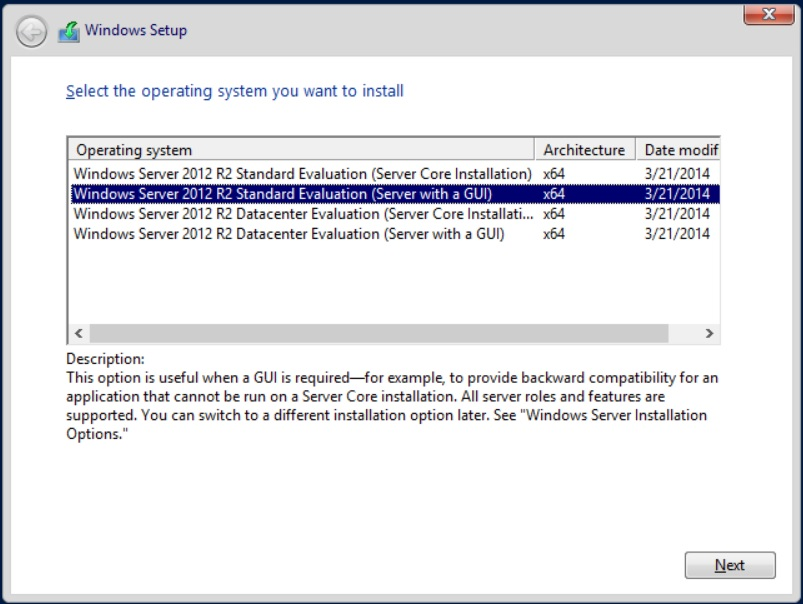 Windows Setup
Select the operating system you want to install
Operating system Architecture Date modif
Windows Server 2012 R2 Standard Evaluation (Server Core Installation) x64 3/21/2014
Windows Server 2012 R2 Standard Evaluation (Server with a GUI) x64 3/21/2014
Windows Server 2012 R2 Datacenter Evaluation (Server Core Installati... x64 3/21/2014
Windows Server 2012 R2 Datacenter Evaluation (Server with a GUI) x64 3/21/2014
Description:
This option is useful when a GUI is required—for example, to provide backward compatibility for an
application that cannot be run on a Server Core installation. All server roles and features are
supported. You can switch to a different installation option later. See "Windows Server Installation
Options."
Next